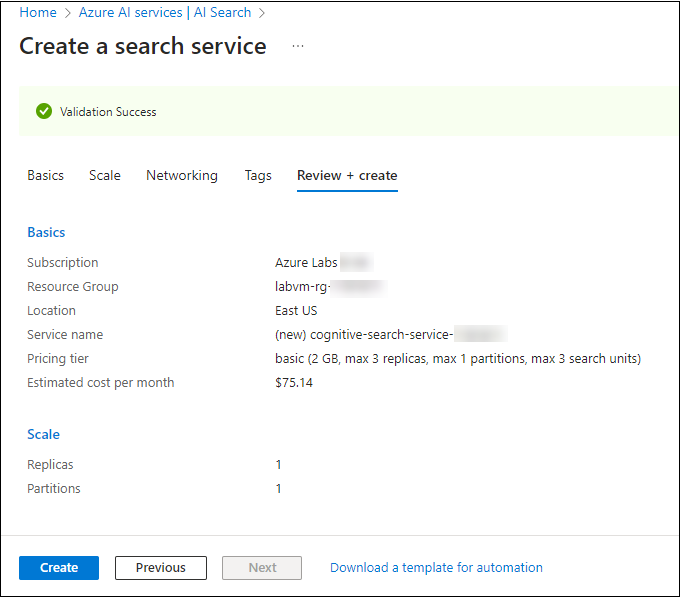 Home > Azure AI services | AI Search >
Create a search service ...
Validation Success
Basics Scale Networking Tags Review + create
Basics
Subscription Azure Labs
Resource Group labvm-rg-
Location East US
Service name (new) cognitive-search-service-
Pricing tier basic (2 GB, max 3 replicas, max 1 partitions, max 3 search units)
Estimated cost per month $75.14
Scale
Replicas 1
Partitions 1
Create Previous Next Download a template for automation